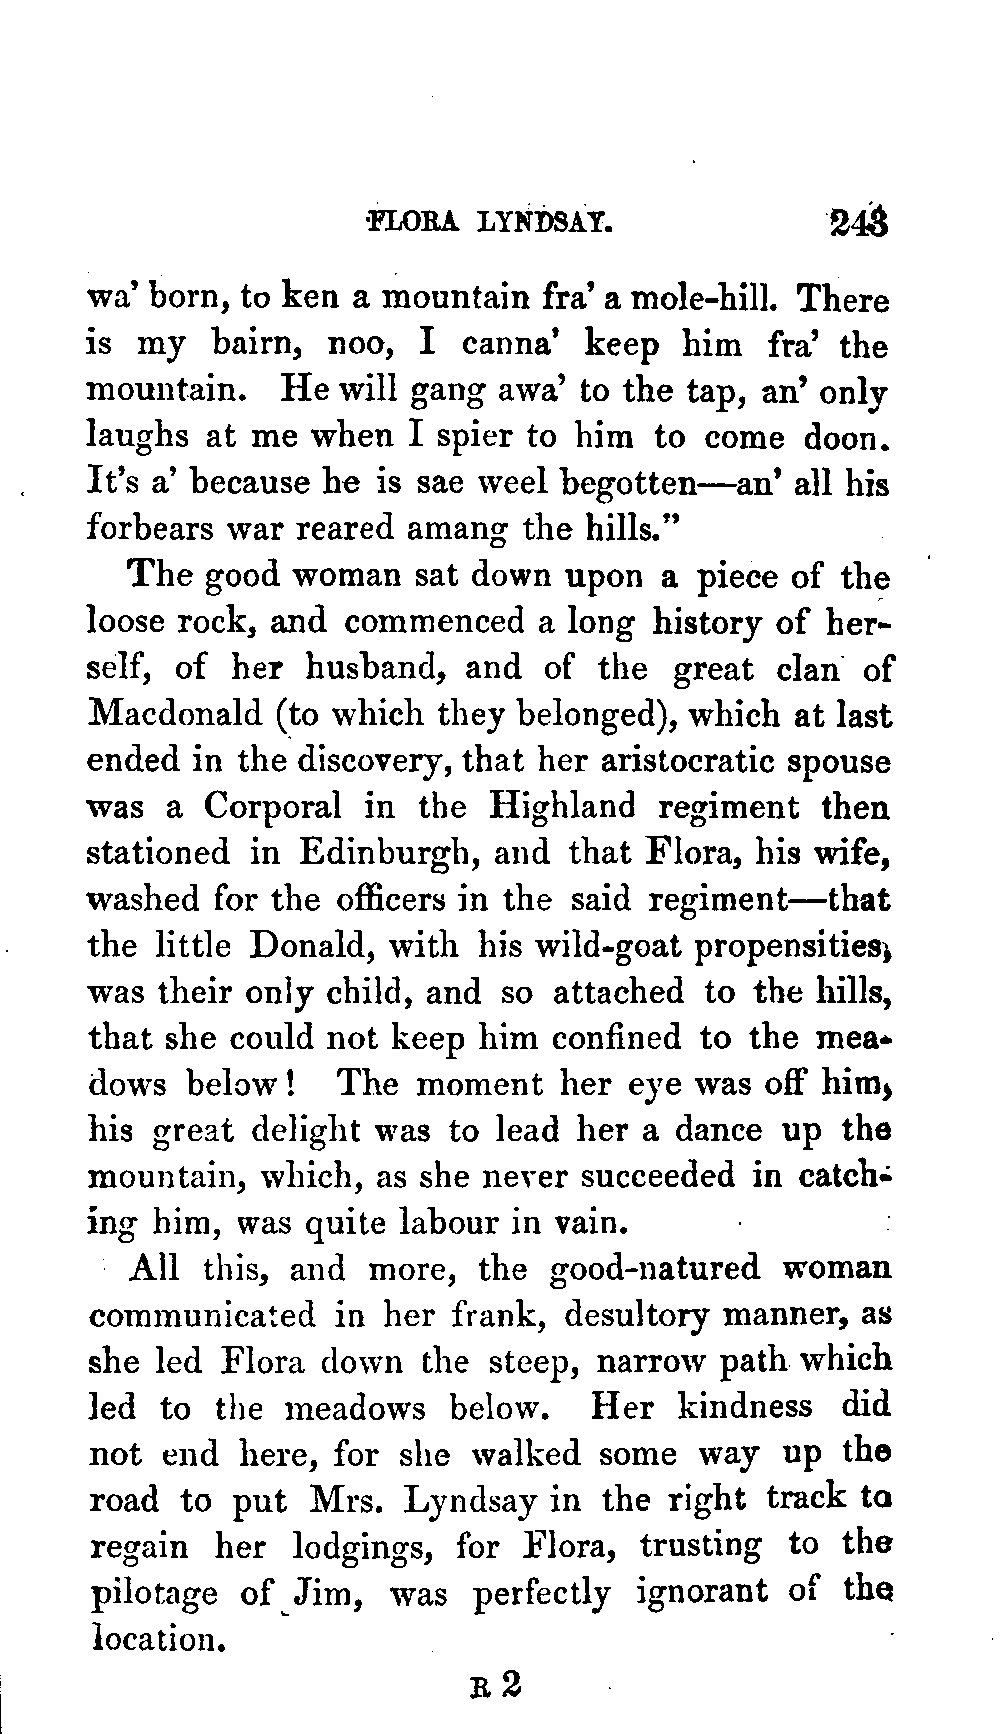 FLORA LYNDSAY. 243
wa' born, to ken a mountain fra' a mole-hill. There
is my bairn, noo, I canna' keep him fra' the
mountain. He will gang awa' to the tap, an' only
laughs at me when I spier to him to come doon.
It's a' because he is sae weel begotten—an' all his
forbears war reared amang the hills."
The good woman sat down upon a piece of the
loose rock, and commenced a long history of her-
self, of her husband, and of the great clan of
Macdonald (to which they belonged), which at last
ended in the discovery, that her aristocratic spouse
was a Corporal in the Highland regiment then
stationed in Edinburgh, and that Flora, his wife,
washed for the officers in the said regiment—that
the little Donald, with his wild-goat propensities,
was their only child, and so attached to the hills,
that she could not keep him confined to the mea-
dows below! The moment her eye was off him,
his great delight was to lead her a dance up the
mountain, which, as she never succeeded in catch-
ing him, was quite labour in vain.
All this, and more, the good-natured woman
communicated in her frank, desultory manner, as
she led Flora down the steep, narrow path which
led to the meadows below. Her kindness did
not end here, for she walked some way up the
road to put Mrs. Lyndsay in the right track to
regain her lodgings, for Flora, trusting to the
pilotage of Jim, was perfectly ignorant of the
location.
R 2